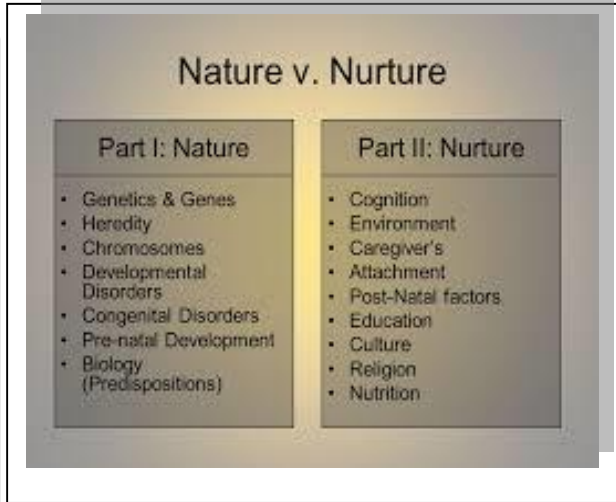 Nature v. Nurture
Part I: Nature
• Genetics & Genes
• Heredity
• Chromosomes
• Developmental
Disorders
• Congenital Disorders
• Pre-natal Development
• Biology
(Predispositions)
Part II: Nurture
• Cognition
• Environment
• Caregiver's
• Attachment
• Post-Natal factors
• Education
• Culture
• Religion
• Nutrition